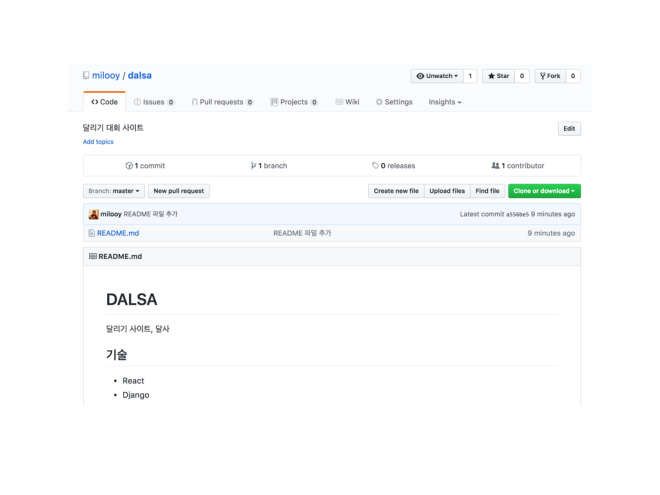 milooy / dalsa
Unwatch 1 Star 0 Fork 0
Code Issues 0 Pull requests 0 Projects 0 Wiki Settings Insights
달리기 대회 사이트
Edit
Add topics
1 commit 1 branch 0 releases 1 contributor
Branch: master New pull request Create new file Upload files Find file Clone or download
milooy README 파일 추가 Latest commit a556be5 9 minutes ago
README.md README 파일 추가 9 minutes ago
README.md
DALSA
달리기 사이트, 달사
기술
• React
• Django